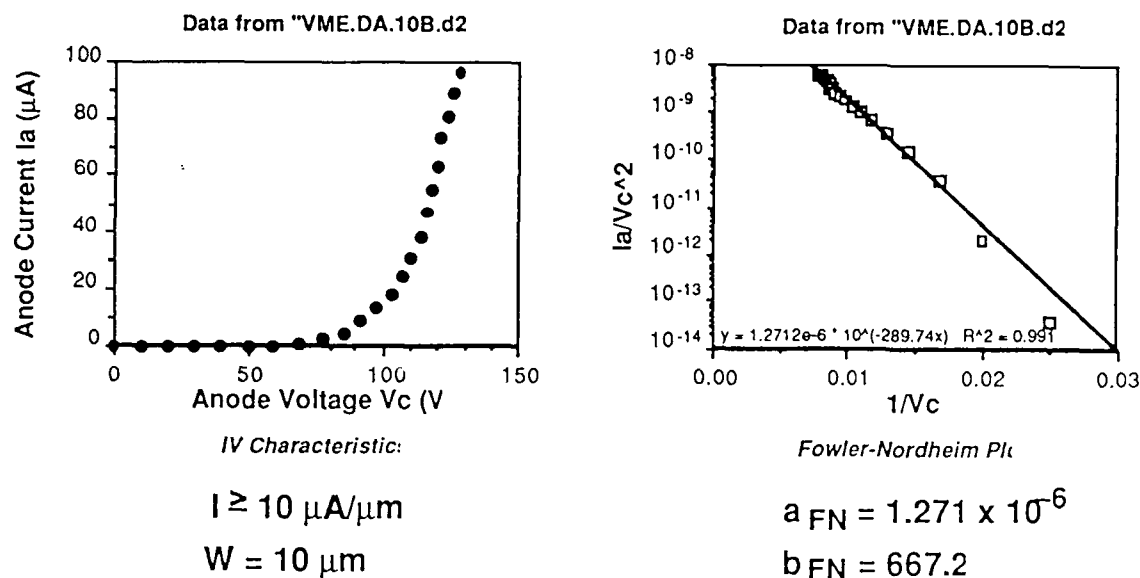 Data from "VME.DA.10B.d2
Anode Current Ia (µA)
100
80
60
40
20
0
0 50 100 150
Anode Voltage Vc (V
IV Characteristic:
I ≥ 10 µA/µm
W = 10 µm
Data from "VME.DA.10B.d2
Ia/Vc^2
10-8
10-9
10-10
10-11
10-12
10-13
10-14
y = 1.2712e-6 * 10^(-289.74x) R^2 = 0.991
0.00 0.01 0.02 0.03
1/Vc
Fowler-Nordheim Plo
a FN = 1.271 x 10-6
b FN = 667.2